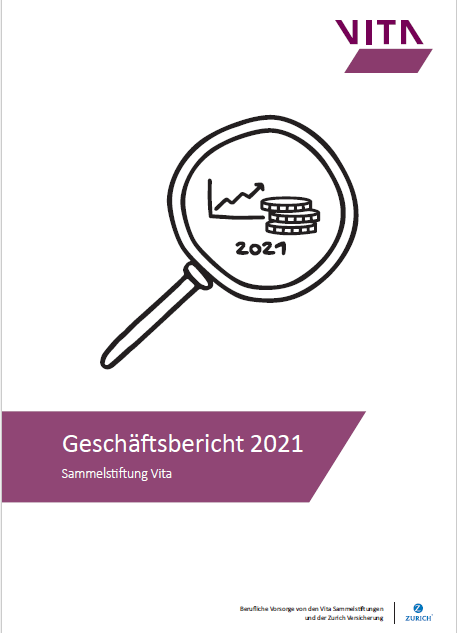 VITA
2021
Geschäftsbericht 2021
Sammelstiftung Vita
Berufliche Vorsorge von den Vita Sammelstiftungen
und der Zurich Versicherung
Z
ZURICH